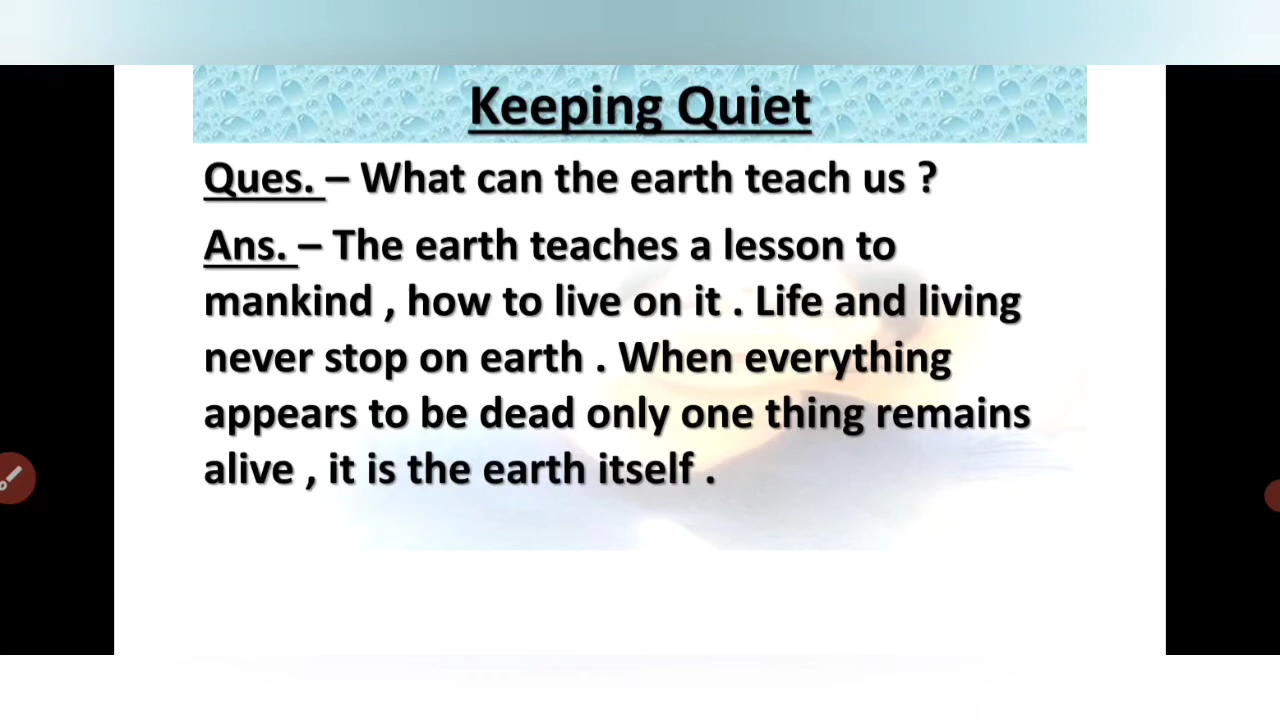 Keeping Quiet
Ques. – What can the earth teach us ?
Ans. – The earth teaches a lesson to
mankind , how to live on it . Life and living
never stop on earth . When everything
appears to be dead only one thing remains
alive , it is the earth itself .